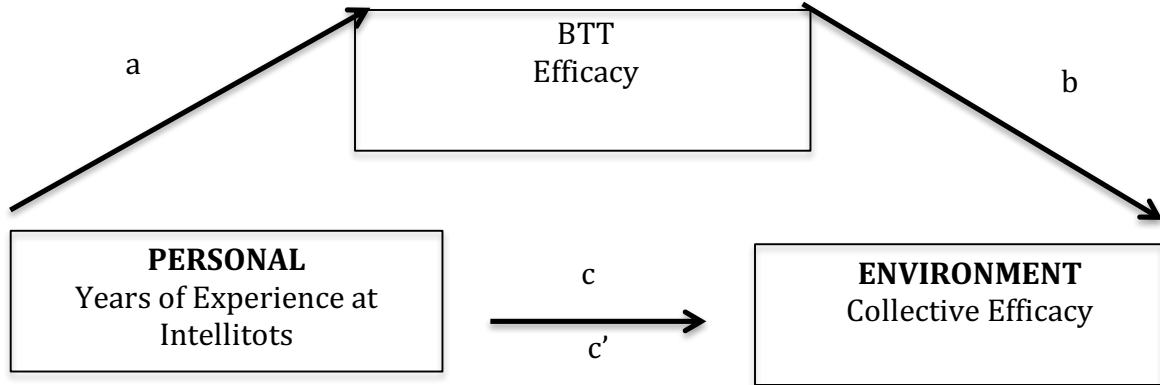 BTT
Efficacy
a
b
PERSONAL
Years of Experience at
Intellitots
c
c’
ENVIRONMENT
Collective Efficacy